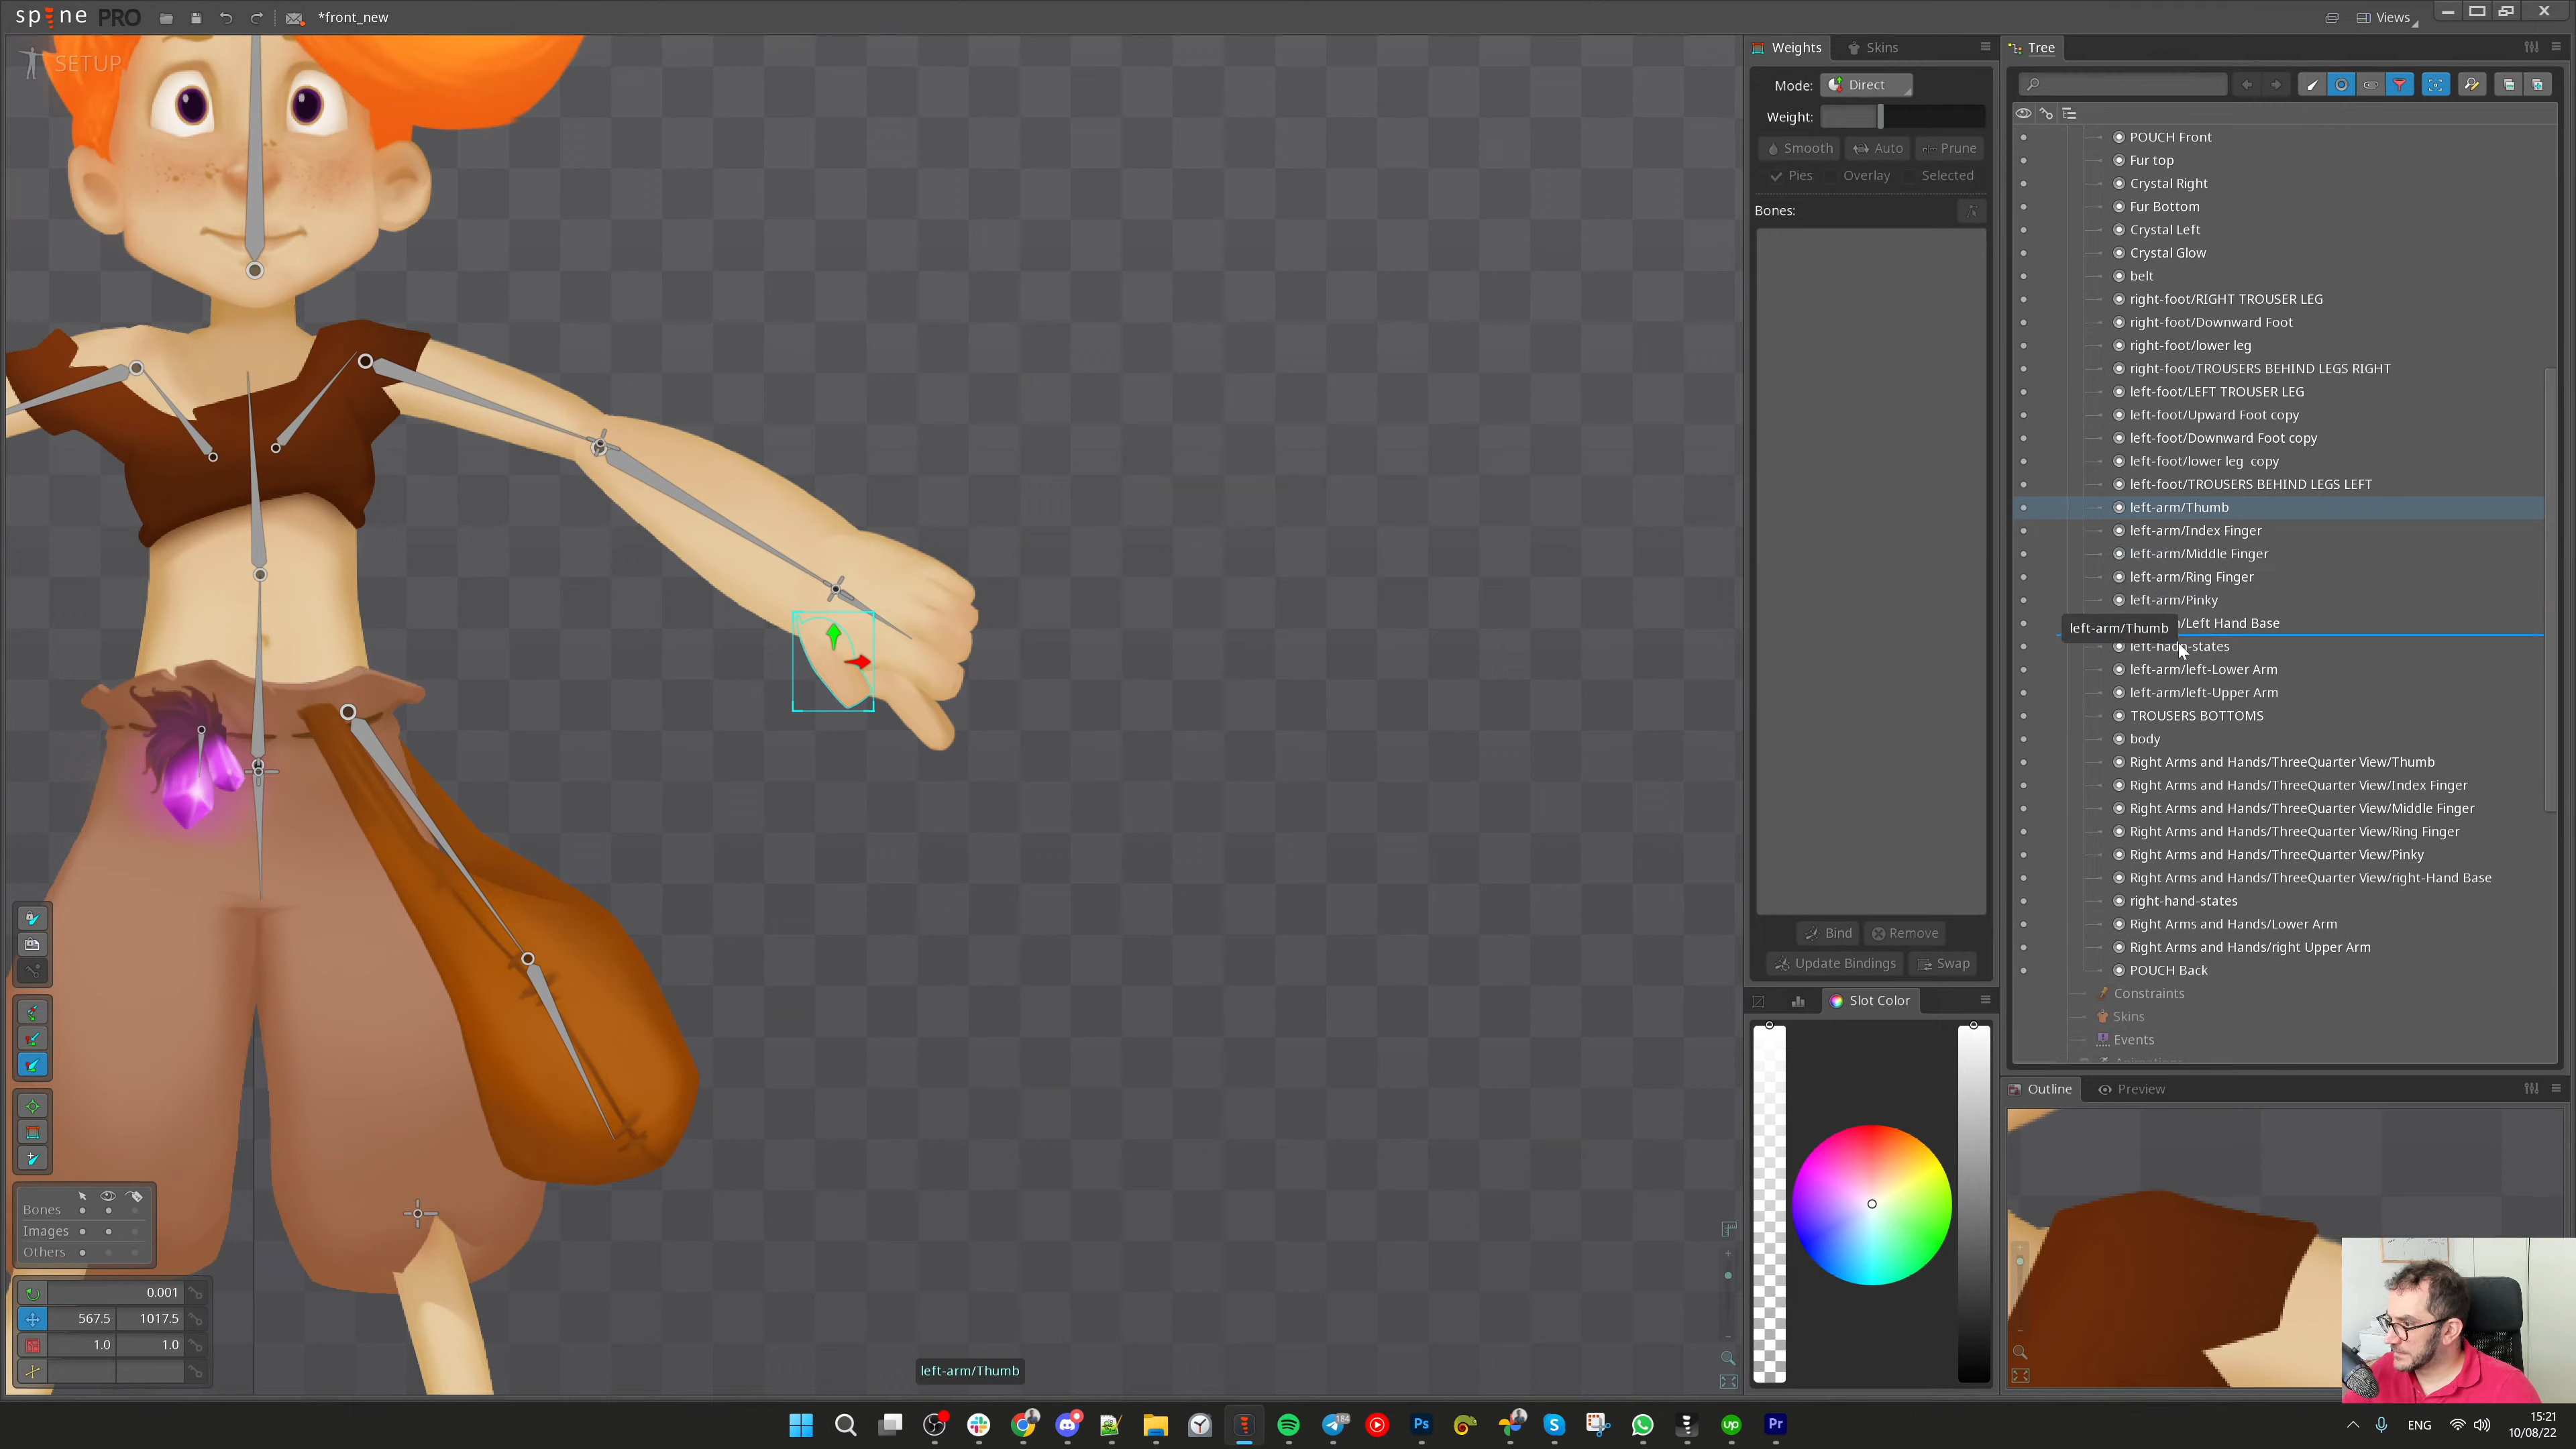 spine PRO
*front_new
Views
SETUP
Weights
Skins
Mode:
Direct
Weight:
Smooth
Auto
Prune
Pies
Overlay
Selected
Bones:
Bind
Remove
Update Bindings
Swap
Slot Color
Tree
POUCH Front
Fur top
Crystal Right
Fur Bottom
Crystal Left
Crystal Glow
belt
right-foot/RIGHT TROUSER LEG
right-foot/Downward Foot
right-foot/lower leg
right-foot/TROUSERS BEHIND LEGS RIGHT
left-foot/LEFT TROUSER LEG
left-foot/Upward Foot copy
left-foot/Downward Foot copy
left-foot/lower leg copy
left-foot/TROUSERS BEHIND LEGS LEFT
left-arm/Thumb
left-arm/Index Finger
left-arm/Middle Finger
left-arm/Ring Finger
left-arm/Pinky
/Left Hand Base
left-arm/Thumb
left-hadn-states
left-arm/left-Lower Arm
left-arm/left-Upper Arm
TROUSERS BOTTOMS
body
Right Arms and Hands/ThreeQuarter View/Thumb
Right Arms and Hands/ThreeQuarter View/Index Finger
Right Arms and Hands/ThreeQuarter View/Middle Finger
Right Arms and Hands/ThreeQuarter View/Ring Finger
Right Arms and Hands/ThreeQuarter View/Pinky
Right Arms and Hands/ThreeQuarter View/right-Hand Base
right-hand-states
Right Arms and Hands/Lower Arm
Right Arms and Hands/right Upper Arm
POUCH Back
Constraints
Skins
Events
Outline
Preview
Bones
Images
Others
0.001
567.5 1017.5
1.0 1.0
left-arm/Thumb
184
Ps
up
Pr
ENG
15:21
10/08/22